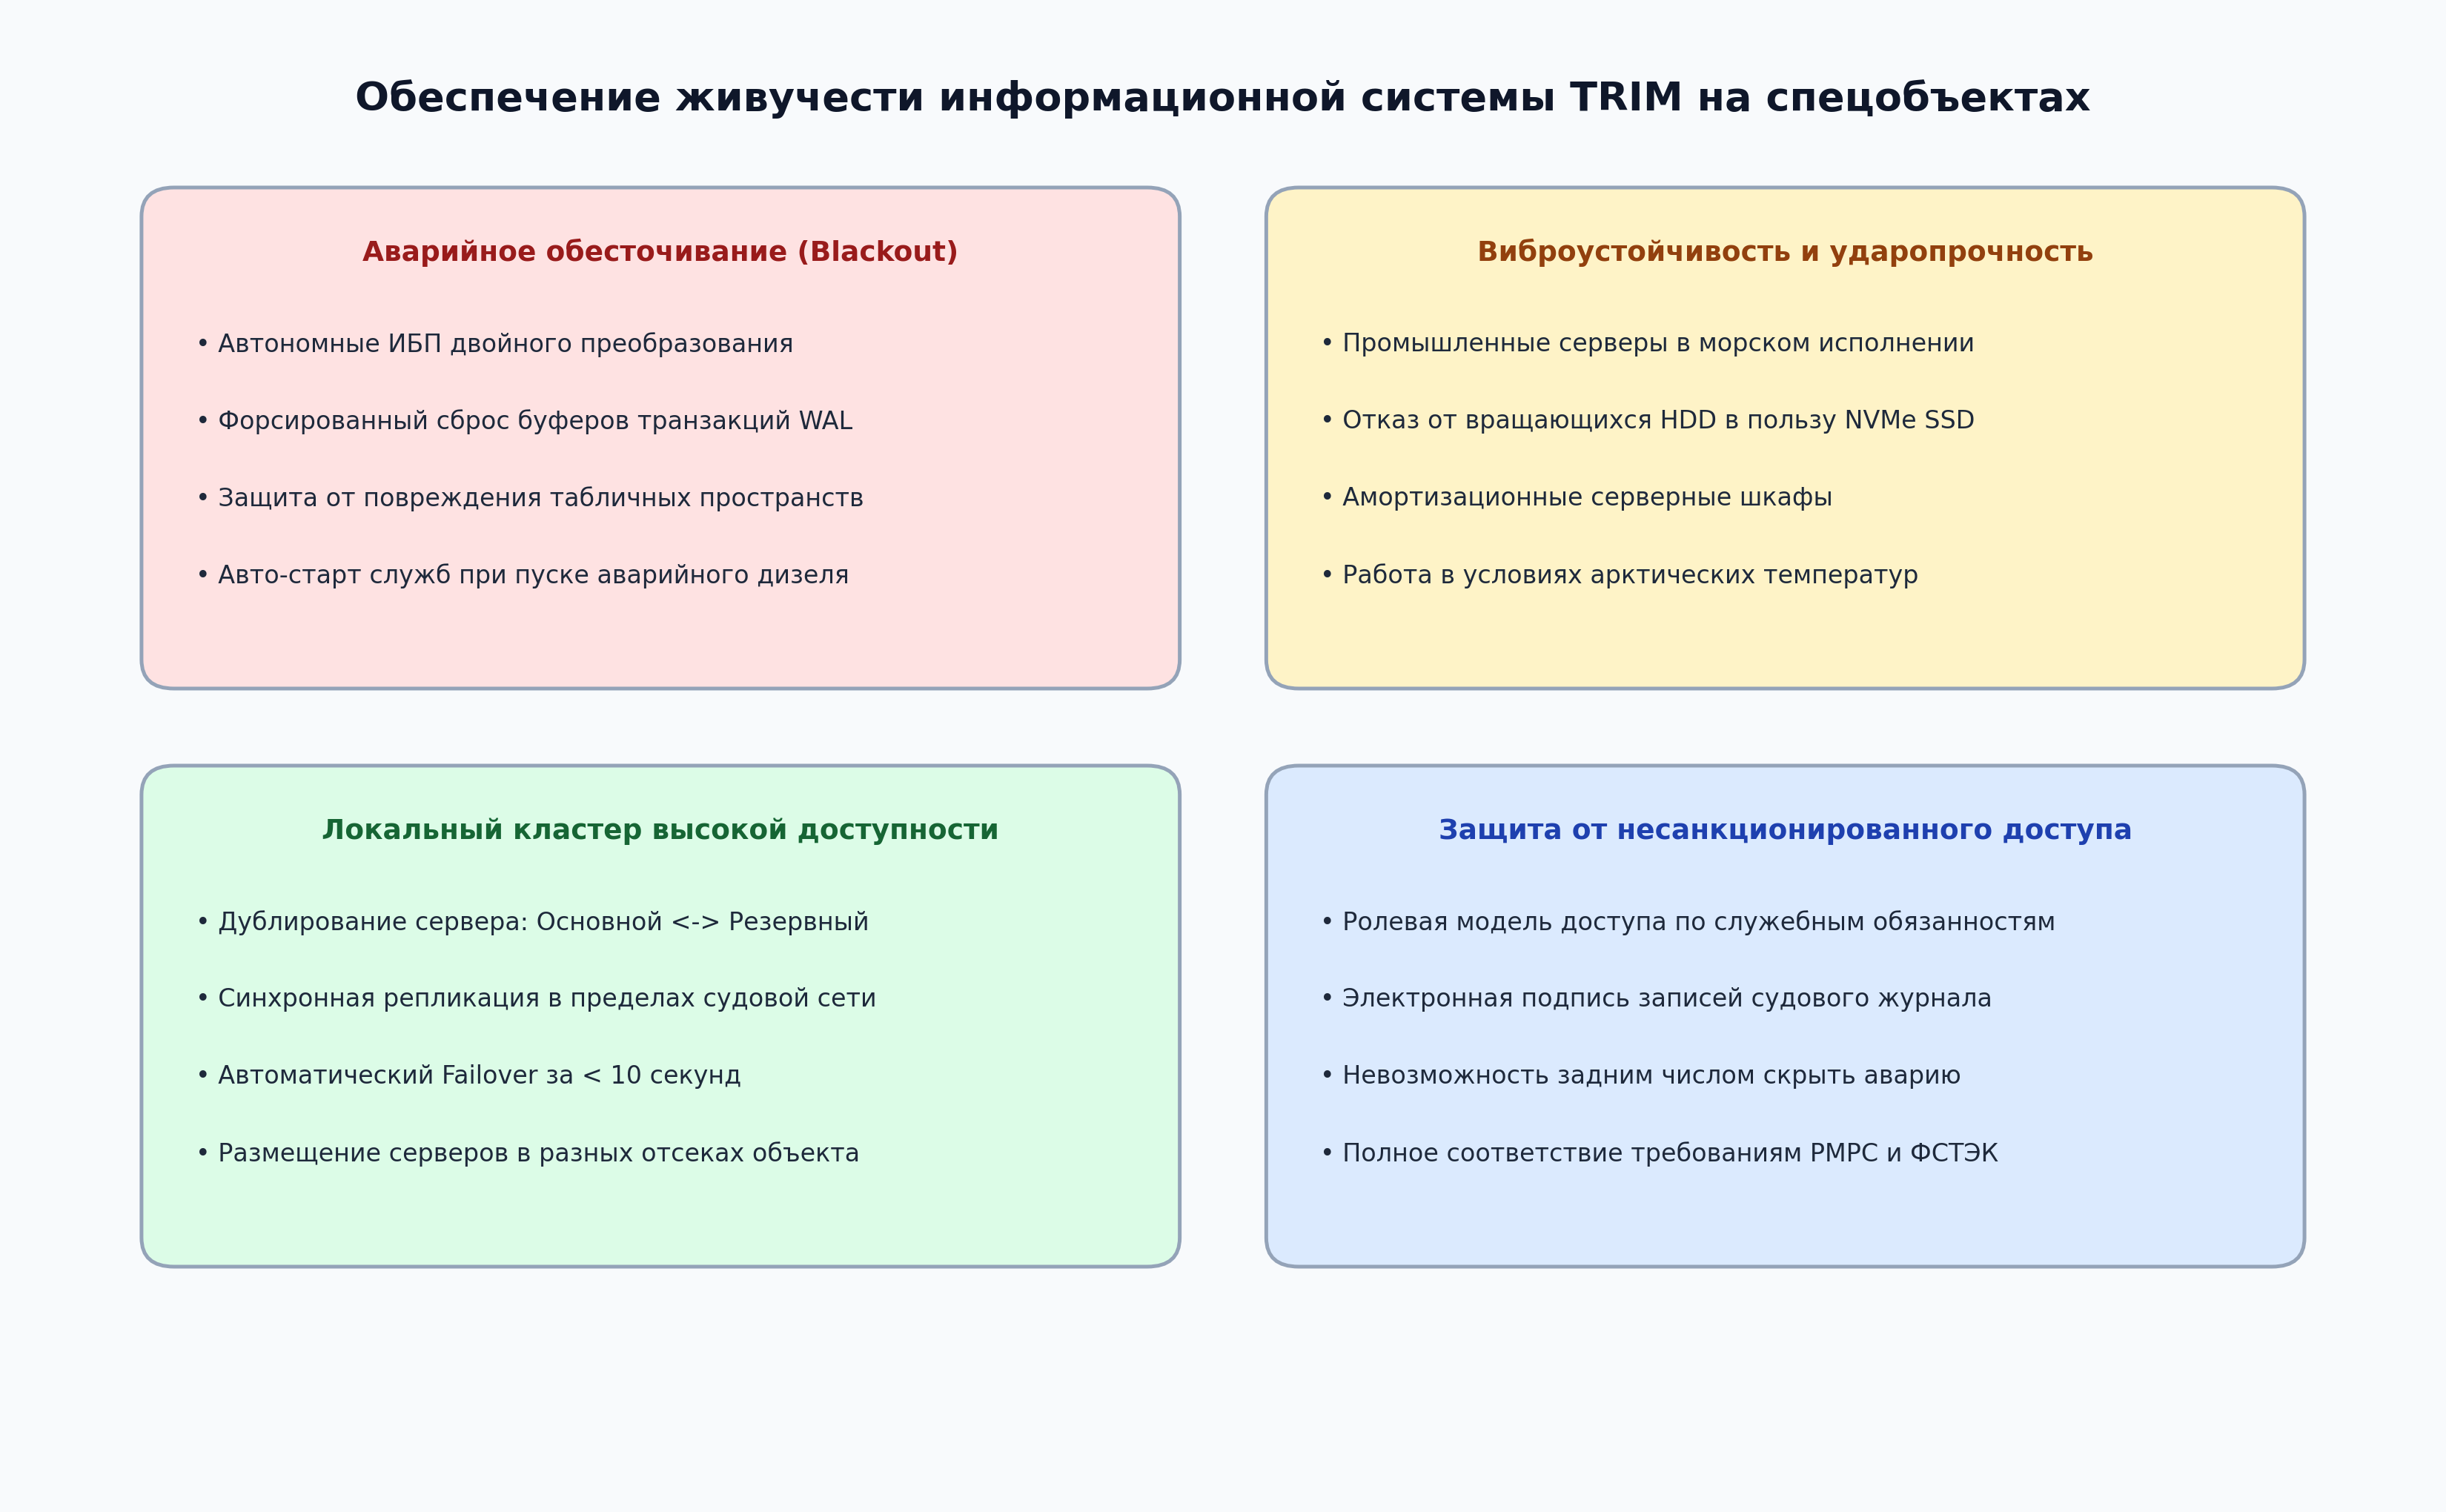 Обеспечение живучести информационной системы TRIM на спецобъектах
Аварийное обесточивание (Blackout)
• Автономные ИБП двойного преобразования
• Форсированный сброс буферов транзакций WAL
• Защита от повреждения табличных пространств
• Авто-старт служб при пуске аварийного дизеля
Виброустойчивость и ударопрочность
• Промышленные серверы в морском исполнении
• Отказ от вращающихся HDD в пользу NVMe SSD
• Амортизационные серверные шкафы
• Работа в условиях арктических температур
Локальный кластер высокой доступности
• Дублирование сервера: Основной <-> Резервный
• Синхронная репликация в пределах судовой сети
• Автоматический Failover за < 10 секунд
• Размещение серверов в разных отсеках объекта
Защита от несанкционированного доступа
• Ролевая модель доступа по служебным обязанностям
• Электронная подпись записей судового журнала
• Невозможность задним числом скрыть аварию
• Полное соответствие требованиям РМРС и ФСТЭК